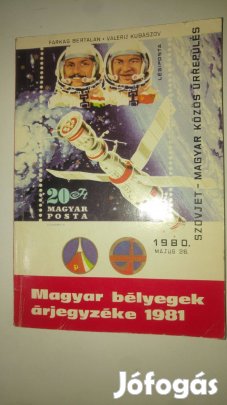 FARKAS BERTALAN • VALERIJ KUBASZOV
LÉGIPOSTA
SZOVJET – MAGYAR KÖZÖS ŰRREPÜLÉS
20 Ft
MAGYAR
POSTA
1980.
MÁJUS 26.
Magyar bélyegek
árjegyzéke 1981
Jófogás